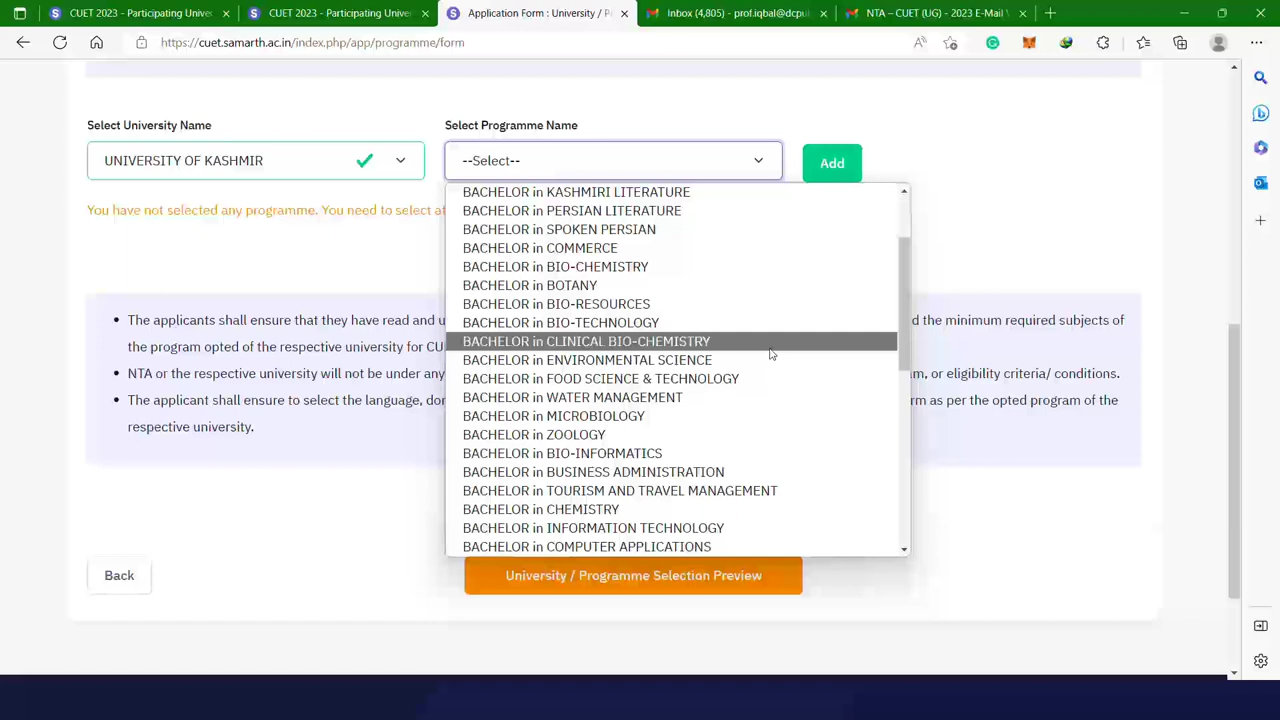 CUET 2023 - Participating Univer
CUET 2023 - Participating Univer
Application Form : University / P
Inbox (4,805) - prof.iqbal@dcpu
NTA – CUET (UG) - 2023 E-Mail
https://cuet.samarth.ac.in/index.php/app/programme/form
Select University Name
Select Programme Name
UNIVERSITY OF KASHMIR
--Select--
Add
You have not selected any programme. You need to select at
BACHELOR in KASHMIRI LITERATURE
BACHELOR in PERSIAN LITERATURE
BACHELOR in SPOKEN PERSIAN
BACHELOR in COMMERCE
BACHELOR in BIO-CHEMISTRY
BACHELOR in BOTANY
BACHELOR in BIO-RESOURCES
BACHELOR in BIO-TECHNOLOGY
BACHELOR in CLINICAL BIO-CHEMISTRY
BACHELOR in ENVIRONMENTAL SCIENCE
BACHELOR in FOOD SCIENCE & TECHNOLOGY
BACHELOR in WATER MANAGEMENT
BACHELOR in MICROBIOLOGY
BACHELOR in ZOOLOGY
BACHELOR in BIO-INFORMATICS
BACHELOR in BUSINESS ADMINISTRATION
BACHELOR in TOURISM AND TRAVEL MANAGEMENT
BACHELOR in CHEMISTRY
BACHELOR in INFORMATION TECHNOLOGY
BACHELOR in COMPUTER APPLICATIONS
The applicants shall ensure that they have read and u
d the minimum required subjects of
the program opted of the respective university for CU
NTA or the respective university will not be under any
am, or eligibility criteria/ conditions.
The applicant shall ensure to select the language, do
rm as per the opted program of the
respective university.
Back
University / Programme Selection Preview